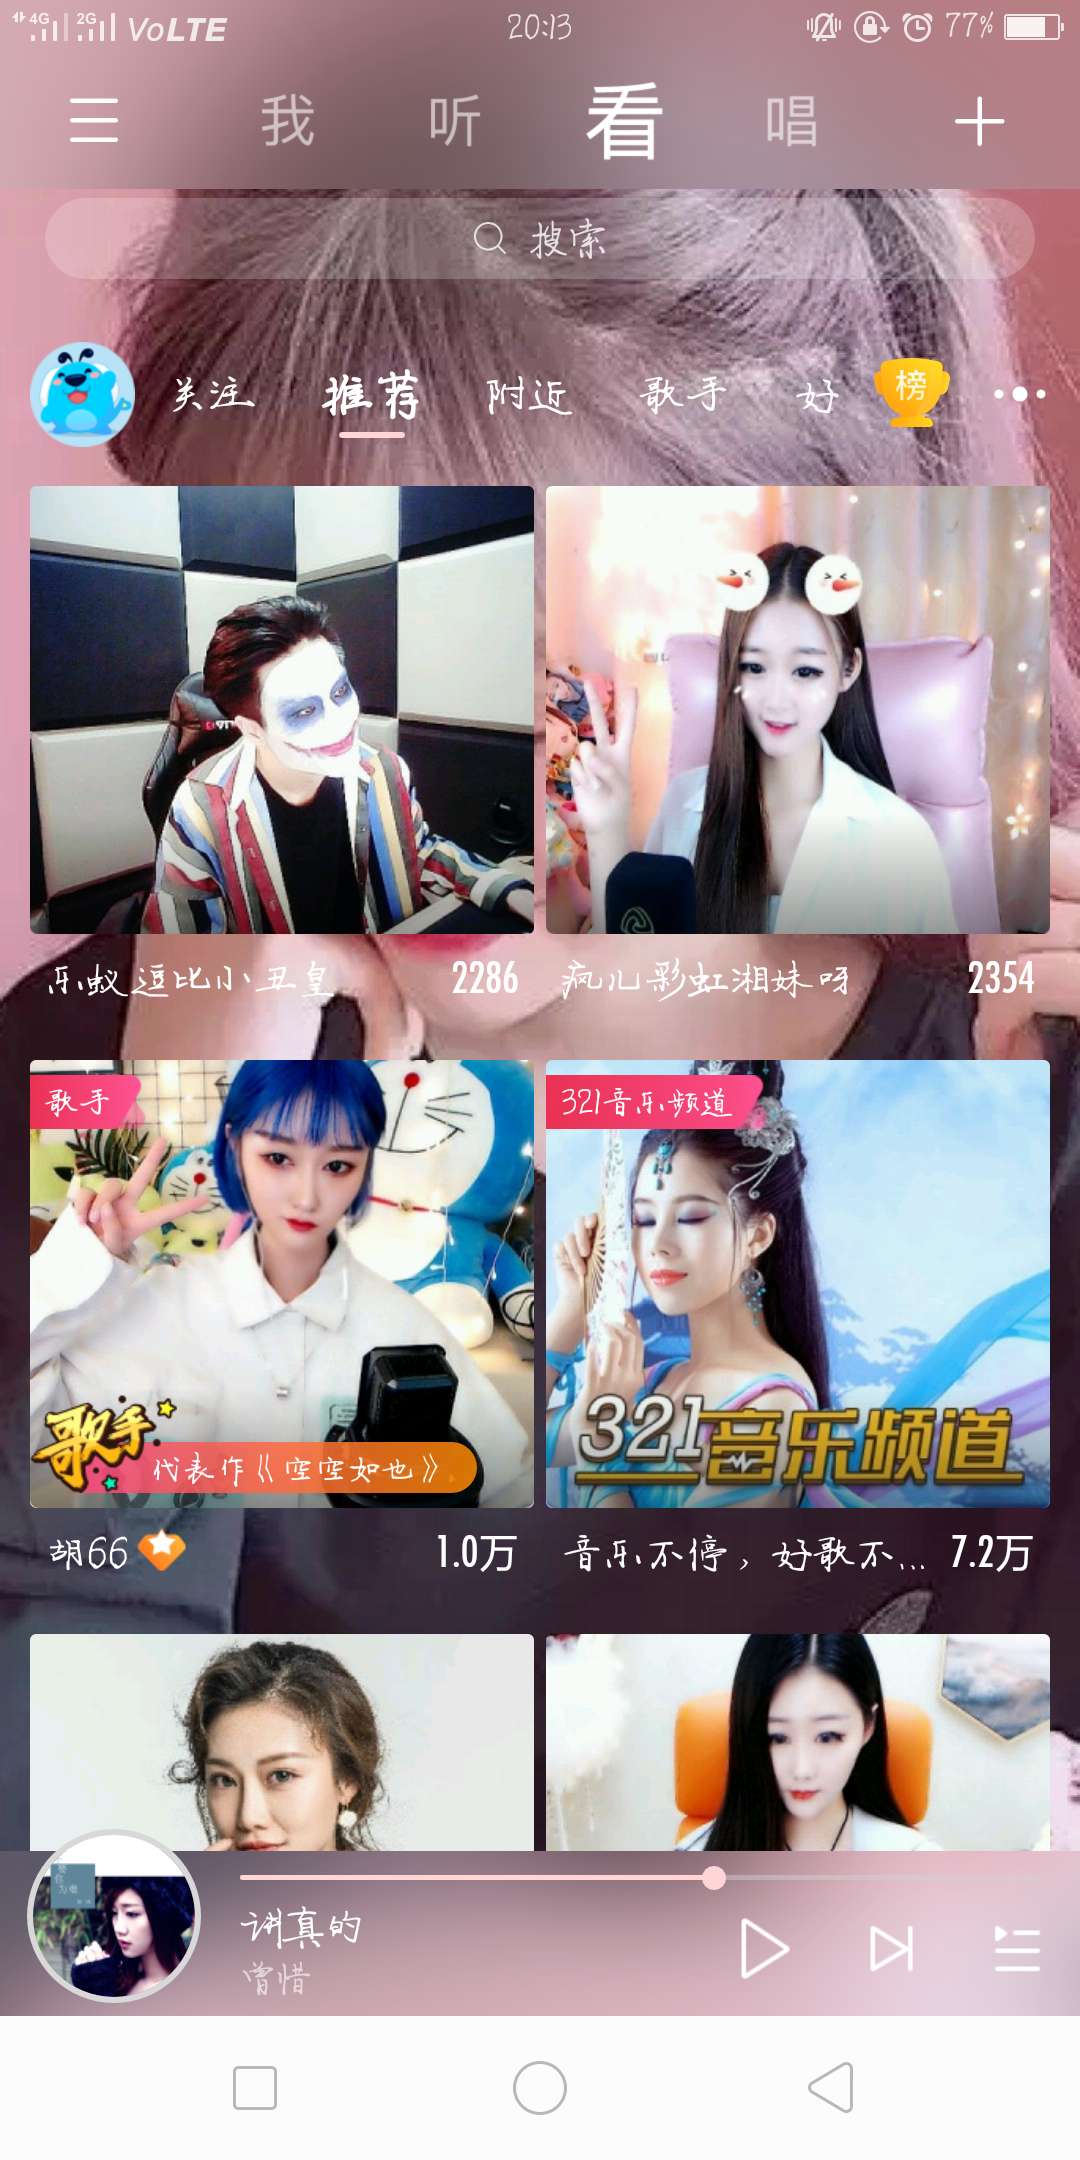 4G 2G VoLTE 20:13 77%
我 听 看 唱
搜索
关注 推荐 附近 歌手 好 榜
乐蚁逗比小丑皇 2286
疯儿彩虹湘妹呀 2354
歌手
321音乐频道
歌手
代表作《空空如也》
321音乐频道
胡66 1.0万
音乐不停，好歌不... 7.2万
讲真的
曾惜